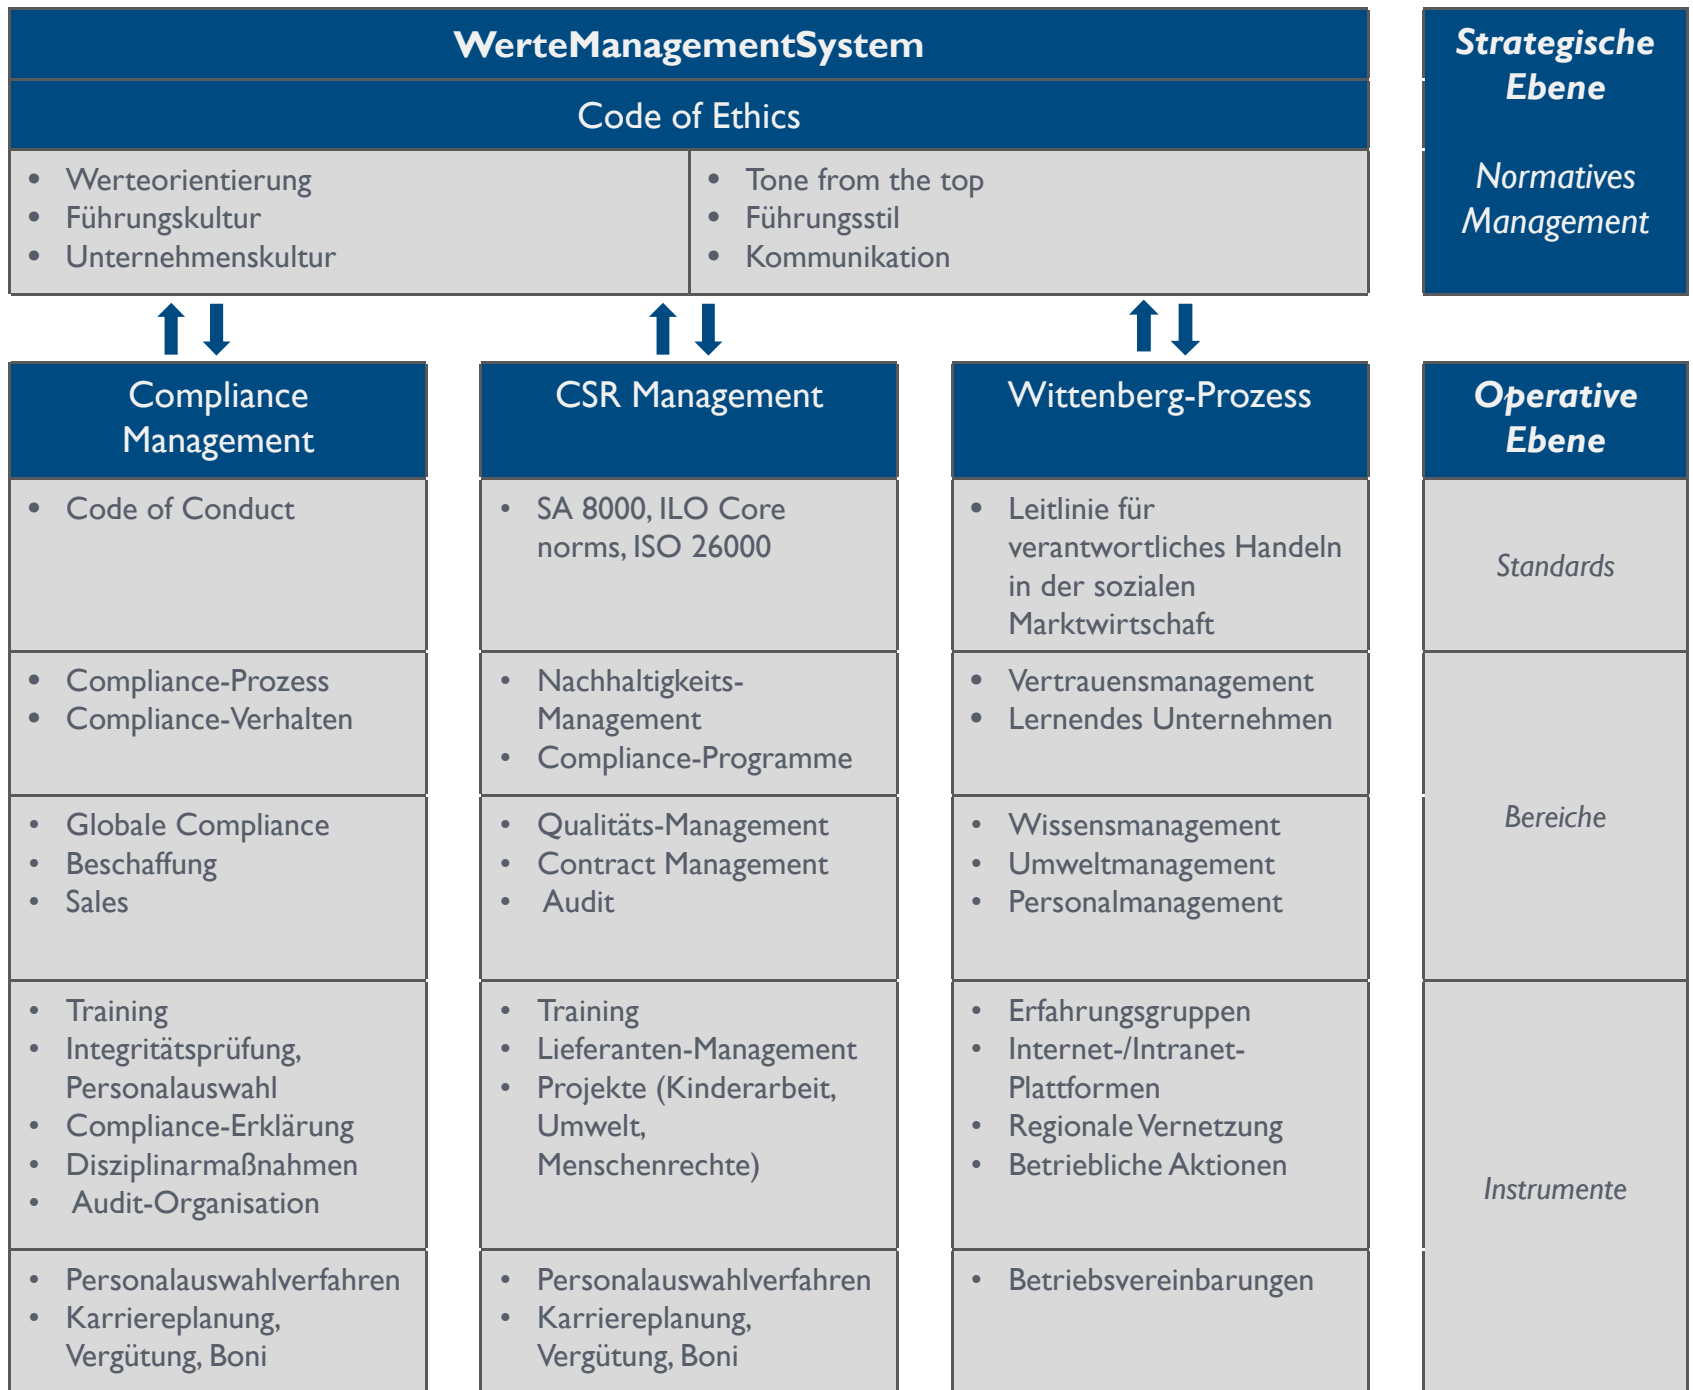 WerteManagementSystem
Code of Ethics
• Werteorientierung
• Führungskultur
• Unternehmenskultur
• Tone from the top
• Führungsstil
• Kommunikation
Strategische
Ebene
Normatives
Management
Compliance
Management
CSR Management
Wittenberg-Prozess
Operative
Ebene
• Code of Conduct
• SA 8000, ILO Core
norms, ISO 26000
• Leitlinie für
verantwortliches Handeln
in der sozialen
Marktwirtschaft
Standards
• Compliance-Prozess
• Compliance-Verhalten
• Nachhaltigkeits-
Management
• Compliance-Programme
• Vertrauensmanagement
• Lernendes Unternehmen
Bereiche
• Globale Compliance
• Beschaffung
• Sales
• Qualitäts-Management
• Contract Management
• Audit
• Wissensmanagement
• Umweltmanagement
• Personalmanagement
• Training
• Integritätsprüfung,
Personalauswahl
• Compliance-Erklärung
• Disziplinarmaßnahmen
• Audit-Organisation
• Training
• Lieferanten-Management
• Projekte (Kinderarbeit,
Umwelt,
Menschenrechte)
• Erfahrungsgruppen
• Internet-/Intranet-
Plattformen
• Regionale Vernetzung
• Betriebliche Aktionen
Instrumente
• Personalauswahlverfahren
• Karriereplanung,
Vergütung, Boni
• Personalauswahlverfahren
• Karriereplanung,
Vergütung, Boni
• Betriebsvereinbarungen